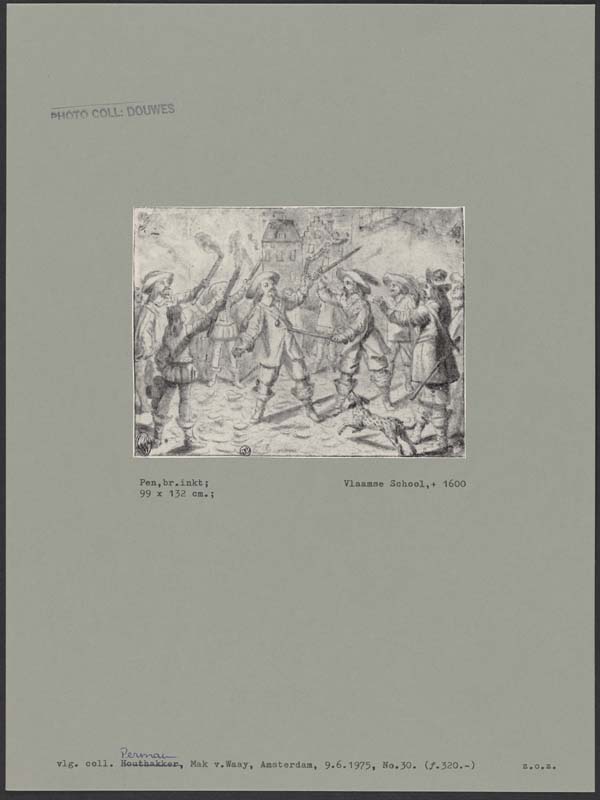 PHOTO COLL: DOUWES
Pen,br.inkt;
99 x 132 cm.;
Vlaamse School,+ 1600
Perman
vlg. coll. Houthakker, Mak v.Waay, Amsterdam, 9.6.1975, No.30. (f.320.-)
z.o.z.